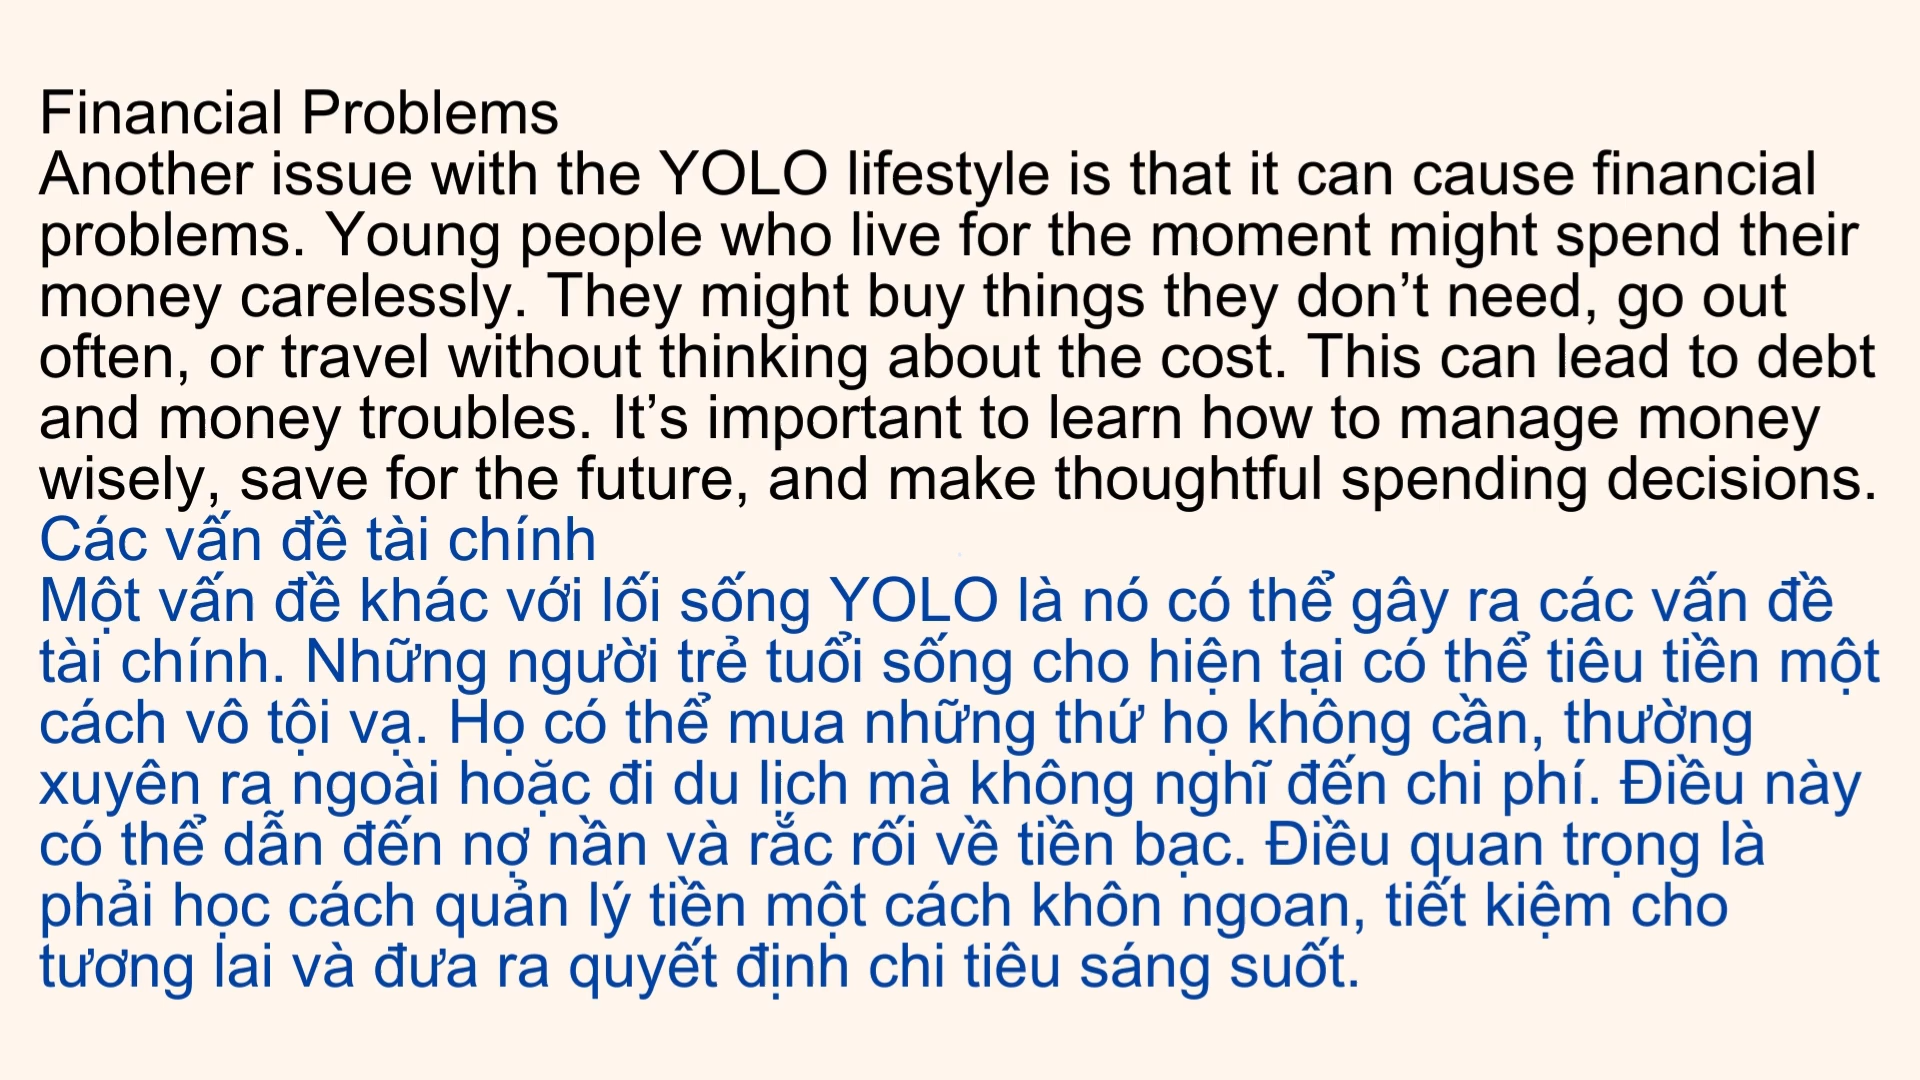 Financial Problems
Another issue with the YOLO lifestyle is that it can cause financial
problems. Young people who live for the moment might spend their
money carelessly. They might buy things they don’t need, go out
often, or travel without thinking about the cost. This can lead to debt
and money troubles. It’s important to learn how to manage money
wisely, save for the future, and make thoughtful spending decisions.
Các vấn đề tài chính
Một vấn đề khác với lối sống YOLO là nó có thể gây ra các vấn đề
tài chính. Những người trẻ tuổi sống cho hiện tại có thể tiêu tiền một
cách vô tội vạ. Họ có thể mua những thứ họ không cần, thường
xuyên ra ngoài hoặc đi du lịch mà không nghĩ đến chi phí. Điều này
có thể dẫn đến nợ nần và rắc rối về tiền bạc. Điều quan trọng là
phải học cách quản lý tiền một cách khôn ngoan, tiết kiệm cho
tương lai và đưa ra quyết định chi tiêu sáng suốt.